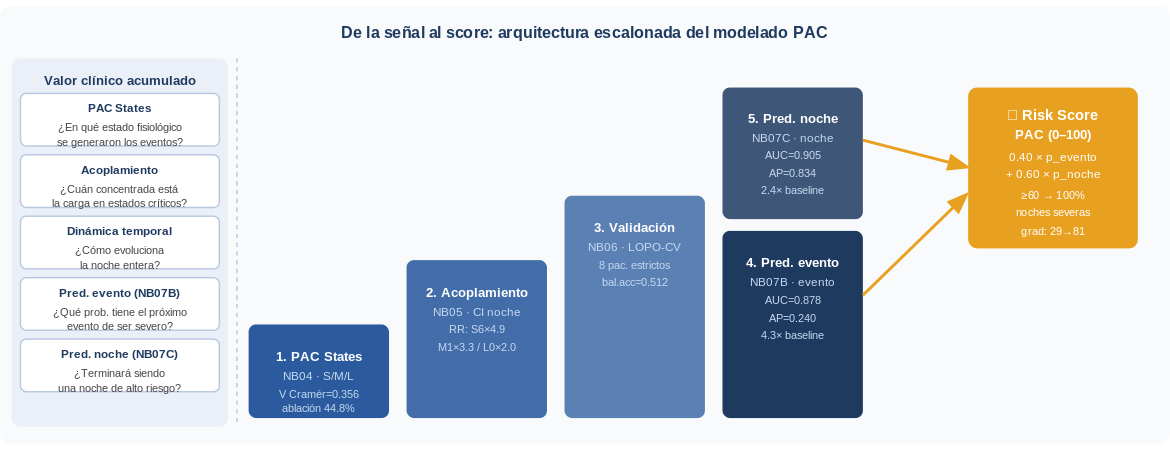 De la señal al score: arquitectura escalonada del modelado PAC
Valor clínico acumulado
PAC States
¿En qué estado fisiológico
se generaron los eventos?
Acoplamiento
¿Cuán concentrada está
la carga en estados críticos?
Dinámica temporal
¿Cómo evoluciona
la noche entera?
Pred. evento (NB07B)
¿Qué prob. tiene el próximo
evento de ser severo?
Pred. noche (NB07C)
¿Terminará siendo
una noche de alto riesgo?
1. PAC States
NB04 · S/M/L
V Cramér=0.356
ablación 44.8%
2. Acoplamiento
NB05 · CI noche
RR: S6×4.9
M1×3.3 / L0×2.0
3. Validación
NB06 · LOPO-CV
8 pac. estrictos
bal.acc=0.512
5. Pred. noche
NB07C · noche
AUC=0.905
AP=0.834
2.4× baseline
4. Pred. evento
NB07B · evento
AUC=0.878
AP=0.240
4.3× baseline
Risk Score
PAC (0–100)
0.40 × p_evento
+ 0.60 × p_noche
≥60 → 100%
noches severas
grad: 29→81